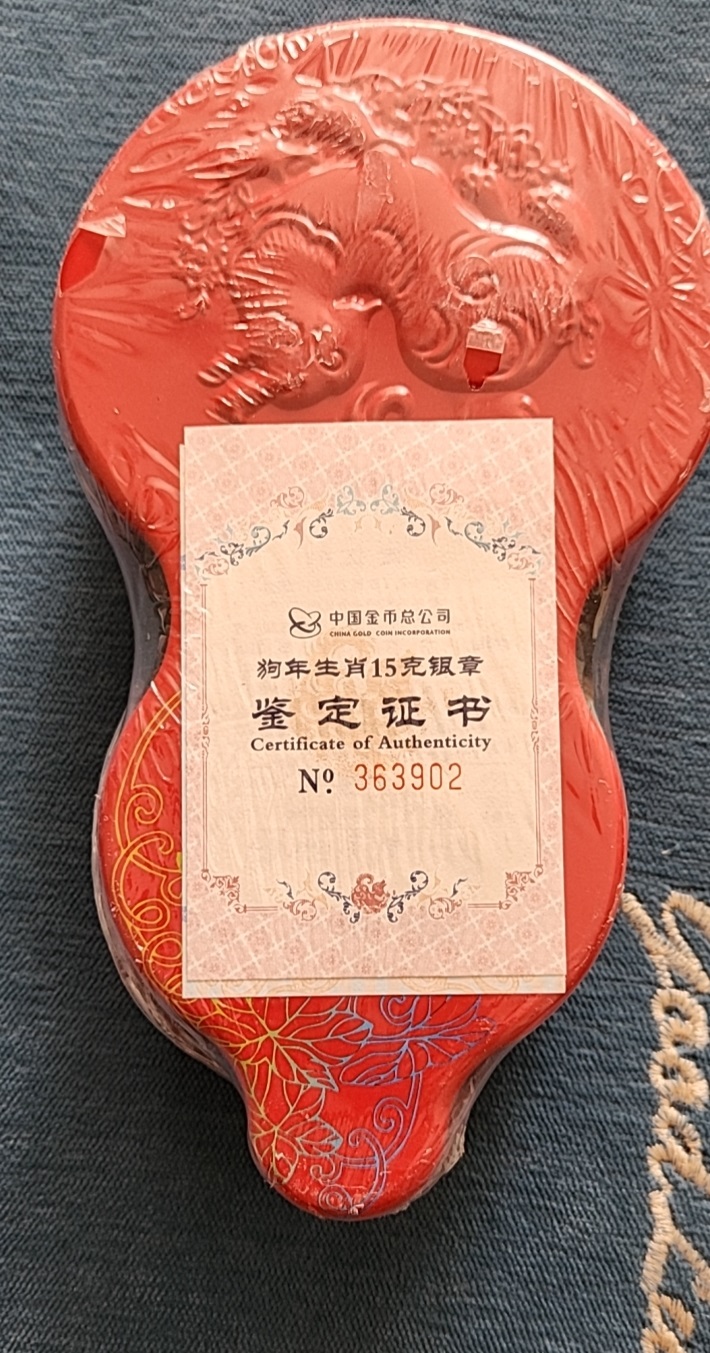 中国金币总公司
CHINA GOLD COIN INCORPORATION
狗年生肖15克银章
鉴定证书
Certificate of Authenticity
Nº 363902